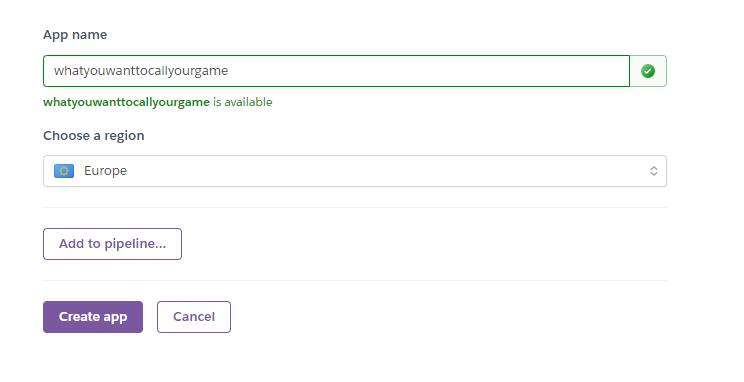 App name
whatyouwanttocallyourgame
whatyouwanttocallyourgame is available
Choose a region
Europe
Add to pipeline...
Create app Cancel